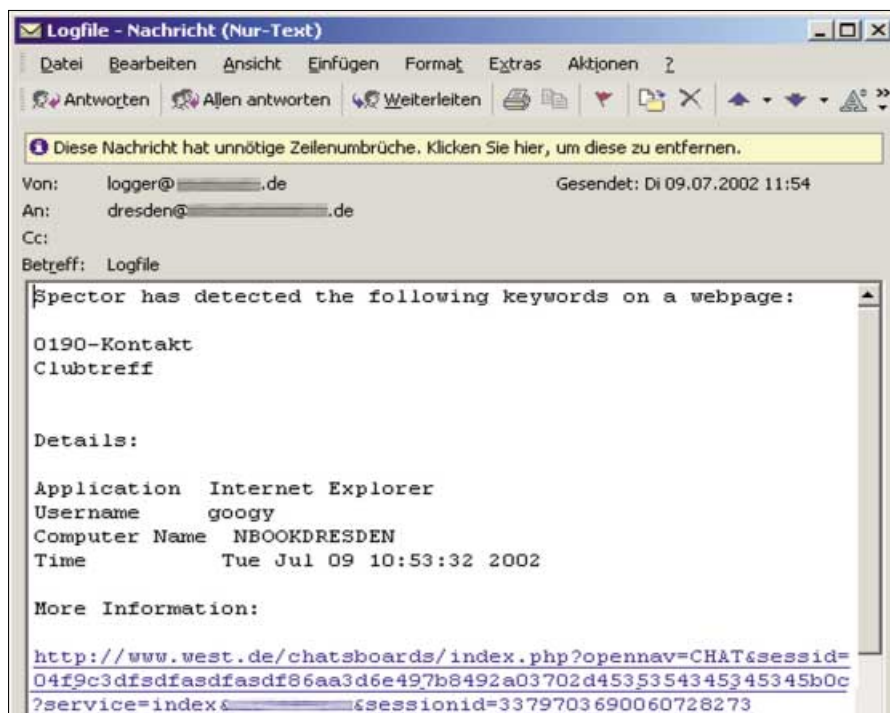 Logfile - Nachricht (Nur-Text)
Datei Bearbeiten Ansicht Einfügen Format Extras Aktionen ?
Antworten Allen antworten Weiterleiten
Diese Nachricht hat unnötige Zeilenumbrüche. Klicken Sie hier, um diese zu entfernen.
Von: logger@ .de Gesendet: Di 09.07.2002 11:54
An: dresden@ .de
Cc:
Betreff: Logfile
Spector has detected the following keywords on a webpage:
0190-Kontakt
Clubtreff
Details:
Application Internet Explorer
Username googy
Computer Name NBOOKDRESDEN
Time Tue Jul 09 10:53:32 2002
More Information:
http://www.west.de/chatsboards/index.php?opennav=CHAT&sessid=
04f9c3dfsdfasdfasdf86aa3d6e497b8492a03702d4535354345345345b0c
?service=index& &sessionid=3379703690060728273